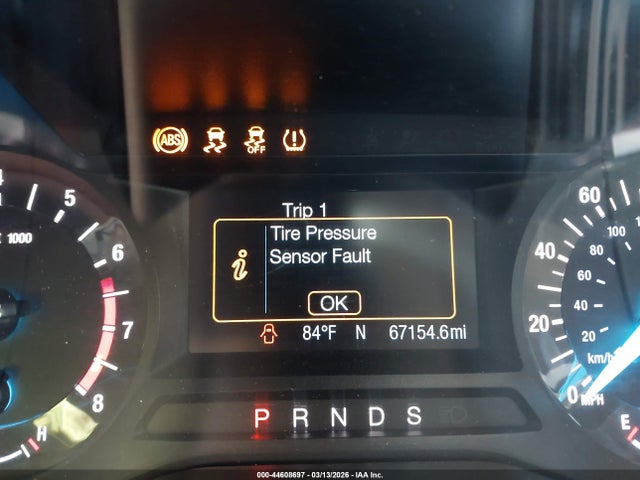 ABS OFF
Trip 1
Tire Pressure
Sensor Fault
OK
84°F N 67154.6mi
P R N D S
5
6
7
8
H
x 1000
60
40
20
0
MPH
100
80
60
40
20
km/h
E
000-44608697 - 03/13/2026 - © IAA Inc.